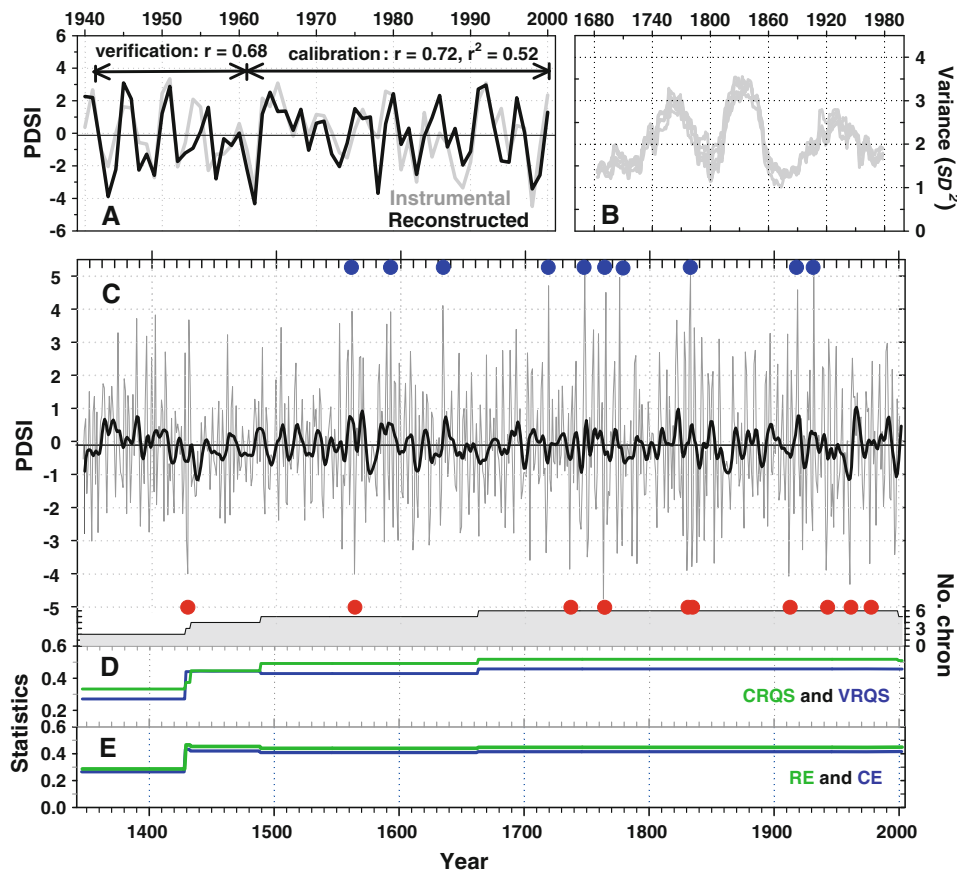 1940 1950 1960 1970 1980 1990 2000
1680 1740 1800 1860 1920 1980
6
4
2
0
-2
-4
-6
PDSI
verification: r = 0.68
calibration: r = 0.72, r² = 0.52
Instrumental
Reconstructed
A
B
4
3
2
1
0
Variance (SD²)
C
5
4
3
2
1
0
-1
-2
-3
-4
-5
PDSI
No. chron
6
3
0
0.6
0.4
0.2
D
CRQS and VRQS
Statistics
0.6
0.4
0.2
0.0
E
RE and CE
1400 1500 1600 1700 1800 1900 2000
Year